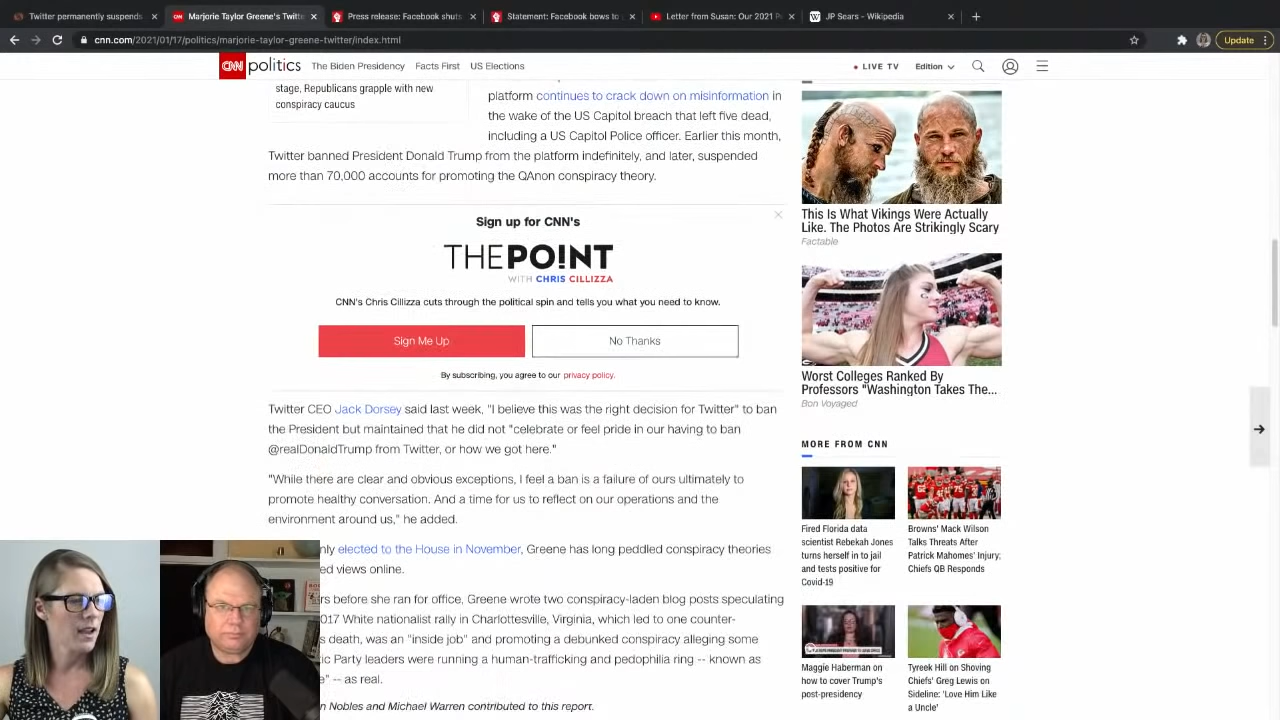 Twitter permanently suspends
Marjorie Taylor Greene's Twitte
Press release: Facebook shuts
Statement: Facebook bows to
Letter from Susan: Our 2021 P
JP Sears - Wikipedia
cnn.com/2021/01/17/politics/marjorie-taylor-greene-twitter/index.html
Update
CNN politics
The Biden Presidency
Facts First
US Elections
LIVE TV
Edition
stage, Republicans grapple with new
conspiracy caucus
platform continues to crack down on misinformation in
the wake of the US Capitol breach that left five dead,
including a US Capitol Police officer. Earlier this month,
Twitter banned President Donald Trump from the platform indefinitely, and later, suspended
more than 70,000 accounts for promoting the QAnon conspiracy theory.
Sign up for CNN's
THE PO!NT
WITH CHRIS CILLIZZA
CNN's Chris Cillizza cuts through the political spin and tells you what you need to know.
Sign Me Up
No Thanks
By subscribing, you agree to our privacy policy.
Twitter CEO Jack Dorsey said last week, "I believe this was the right decision for Twitter" to ban
the President but maintained that he did not "celebrate or feel pride in our having to ban
@realDonaldTrump from Twitter, or how we got here."
"While there are clear and obvious exceptions, I feel a ban is a failure of ours ultimately to
promote healthy conversation. And a time for us to reflect on our operations and the
environment around us," he added.
nly elected to the House in November, Greene has long peddled conspiracy theories
ed views online.
rs before she ran for office, Greene wrote two conspiracy-laden blog posts speculating
017 White nationalist rally in Charlottesville, Virginia, which led to one counter-
s death, was an "inside job" and promoting a debunked conspiracy alleging some
ic Party leaders were running a human-trafficking and pedophilia ring -- known as
e" -- as real.
n Nobles and Michael Warren contributed to this report.
This Is What Vikings Were Actually
Like. The Photos Are Strikingly Scary
Factable
Worst Colleges Ranked By
Professors "Washington Takes The...
Bon Voyaged
MORE FROM CNN
Fired Florida data
scientist Rebekah Jones
turns herself in to jail
and tests positive for
Covid-19
Browns' Mack Wilson
Talks Threats After
Patrick Mahomes' Injury;
Chiefs QB Responds
Maggie Haberman on
how to cover Trump's
post-presidency
Tyreek Hill on Shoving
Chiefs' Greg Lewis on
Sideline: 'Love Him Like
a Uncle'